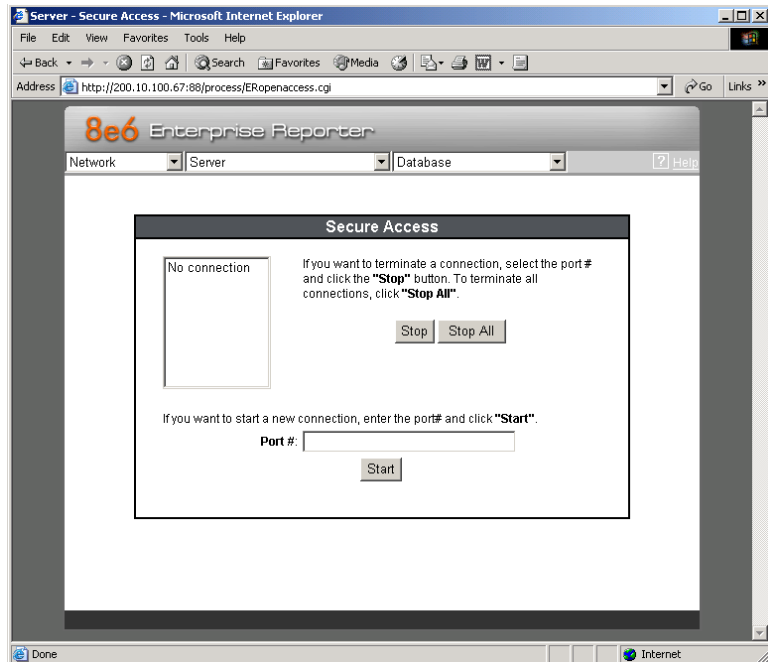 Server - Secure Access - Microsoft Internet Explorer
File Edit View Favorites Tools Help
Back Search Favorites Media
Address http://200.10.100.67:88/process/ERopenaccess.cgi Go Links »
8e6 Enterprise Reporter
Network Server Database ? Help
Secure Access
No connection
If you want to terminate a connection, select the port #
and click the "Stop" button. To terminate all
connections, click "Stop All".
Stop Stop All
If you want to start a new connection, enter the port# and click "Start".
Port #:
Start
Done Internet